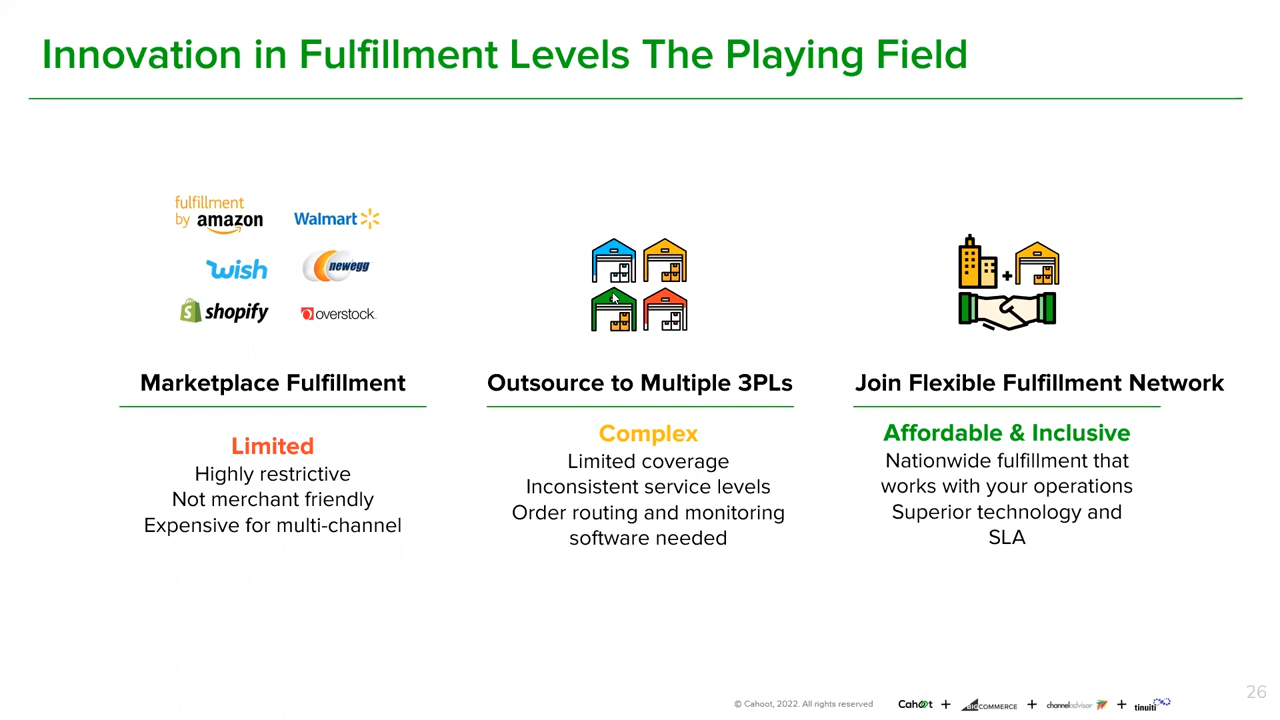 Innovation in Fulfillment Levels The Playing Field
fulfillment
by amazon
Walmart
wish
newegg
shopify
overstock
Marketplace Fulfillment
Limited
Highly restrictive
Not merchant friendly
Expensive for multi-channel
Outsource to Multiple 3PLs
Complex
Limited coverage
Inconsistent service levels
Order routing and monitoring
software needed
Join Flexible Fulfillment Network
Affordable & Inclusive
Nationwide fulfillment that
works with your operations
Superior technology and
SLA
© Cahoot, 2022. All rights reserved
Cahoot + BIGCOMMERCE + channeladvisor + tinuiti
26